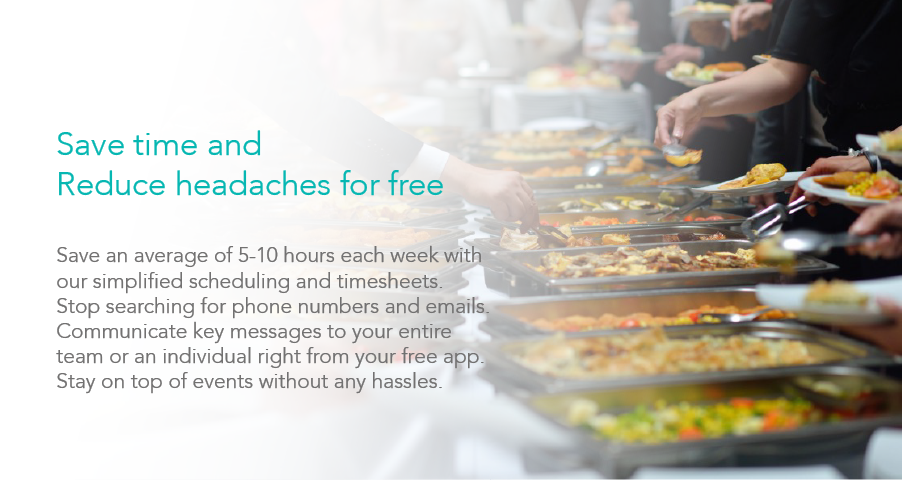 Save time and
Reduce headaches for free
Save an average of 5-10 hours each week with
our simplified scheduling and timesheets.
Stop searching for phone numbers and emails.
Communicate key messages to your entire
team or an individual right from your free app.
Stay on top of events without any hassles.